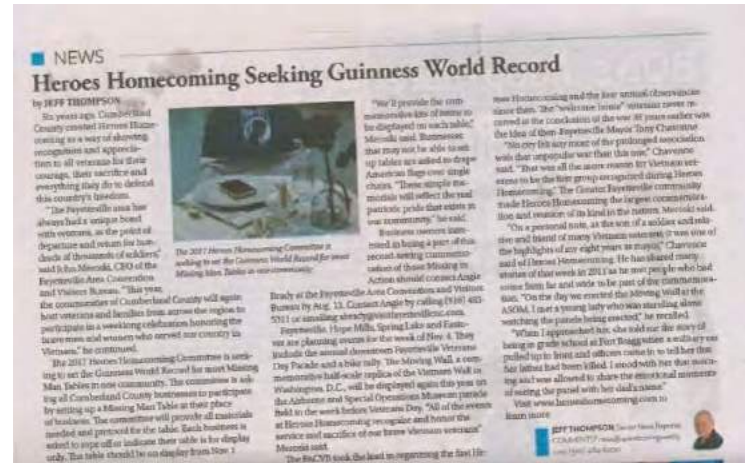 NEWS
Heroes Homecoming Seeking Guinness World Record
by JEFF THOMPSON
Six years ago, Cumberland
County created Heroes Home-
coming as a way of showing
recognition and apprecia-
tion to all veterans for their
courage, their sacrifice and
everything they do to defend
this country's freedom.
"The Fayetteville area has
always had a unique bond
with veterans, as the point of
departure and return for hun-
dreds of thousands of soldiers,"
said John Meroski, CEO of the
Fayetteville Area Convention
and Visitors Bureau. "This year,
the communities of Cumberland County will again
host veterans and families from across the region to
participate in a weeklong celebration honoring the
brave men and women who served our country in
Vietnam," he continued.
The 2017 Heroes Homecoming Committee is seek-
ing to set the Guinness World Record for most Missing
Man Tables in one community. The committee is ask-
ing all Cumberland County businesses to participate
by setting up a Missing Man Table at their place
of business. The committee will provide all materials
needed and protocol for the table. Each business is
asked to rope off or indicate their table is for display
only. The table should be on display from Nov. 1
The 2017 Heroes Homecoming Committee is
seeking to set the Guinness World Record for most
Missing Man Tables in one community.
"We'll provide the com-
memorative kits of items to
be displayed on each table,"
Meroski said. Businesses
that may not be able to set
up tables are asked to drape
American flags over single
chairs. "These simple me-
morials will reflect the real
patriotic pride that exists in
our community," he said.
Business owners inter-
ested in being a part of this
record-setting commemo-
ration of those Missing in
Action should contact Angie
Brady at the Fayetteville Area Convention and Visitors
Bureau by Aug. 13. Contact Angie by calling (910) 483-
5311 or emailing
Fayetteville, Hope Mills, Spring Lake and Eastov-
er are planning events for the week of Nov. 4. They
include the annual downtown Fayetteville Veterans
Day Parade and a bike rally. The Moving Wall, a com-
memorative half-scale replica of the Vietnam Wall in
Washington, D.C., will be displayed again this year on
the Airborne and Special Operations Museum parade
field in the week before Veterans Day. "All of the events
at Heroes Homecoming recognize and honor the
service and sacrifice of our brave Vietnam veterans"
Meroski said.
The FACVB took the lead in organizing the first He-
roes Homecoming and the four annual observances
since then. The "welcome home" veterans never re-
ceived at the conclusion of the war 40 years earlier was
the idea of then-Fayetteville Mayor Tony Chavonne.
"No city felt any more of the prolonged association
with that unpopular war than this one," Chavonne
said. "That was all the more reason for Vietnam vet-
erans to be the first group recognized during Heroes
Homecoming." The Greater Fayetteville community
made Heroes Homecoming the largest commemora-
tion and reunion of its kind in the nation, Meroski said.
"On a personal note, as the son of a soldier and rela-
tive and friend of many Vietnam veterans, it was one of
the highlights of my eight years as mayor," Chavonne
said of Heroes Homecoming. He has shared many
stories of that week in 2011 as he met people who had
come from far and wide to be part of the commemora-
tion. "On the day we erected the Moving Wall at the
ASOM, I met a young lady who was standing alone
watching the panels being erected," he recalled.
"When I approached her, she told me the story of
being in grade school at Fort Bragg when a military car
pulled up in front and officers came in to tell her that
her father had been killed. I stood with her that morn-
ing and was allowed to share the emotional moments
of seeing the panel with her dad's name."
Visit www.heroeshomecoming.com to
learn more.
JEFF THOMPSON, Senior News Reporter.
COMMENTS?